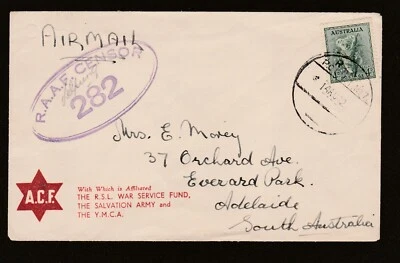 AIRMAIL
R.A.A.F. CENSOR
282
AUSTRALIA
Mrs. E. Morey
37 Orchard Ave.
Everard Park.
Adelaide
South Australia
A.C.F.
With Which is Affiliated
THE R.S.L. WAR SERVICE FUND,
THE SALVATION ARMY and
THE Y.M.C.A.